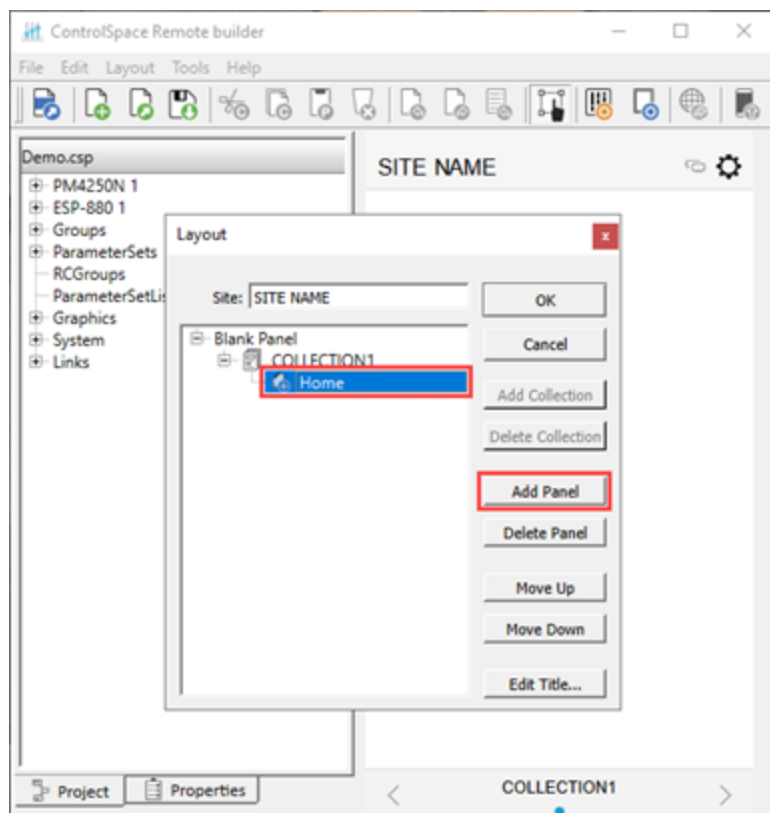 ControlSpace Remote builder
File Edit Layout Tools Help
Demo.csp
PM4250N 1
ESP-880 1
Groups
ParameterSets
RCGroups
ParameterSetLis
Graphics
System
Links
SITE NAME
Layout
Site: SITE NAME
Blank Panel
COLLECTION1
Home
OK
Cancel
Add Collection
Delete Collection
Add Panel
Delete Panel
Move Up
Move Down
Edit Title...
Project Properties
COLLECTION1